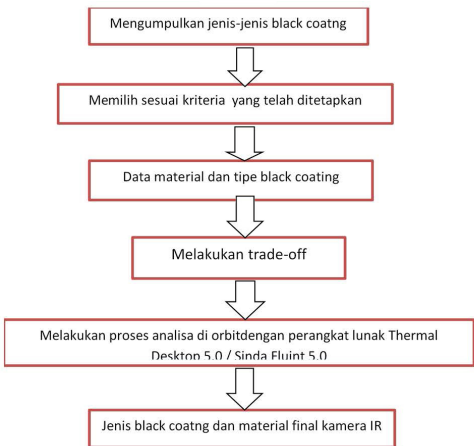 Mengumpulkan jenis-jenis black coatng
Memilih sesuai kriteria yang telah ditetapkan
Data material dan tipe black coating
Melakukan trade-off
Melakukan proses analisa di orbitdengan perangkat lunak Thermal
Desktop 5.0 / Sinda Fluint 5.0
Jenis black coatng dan material final kamera IR